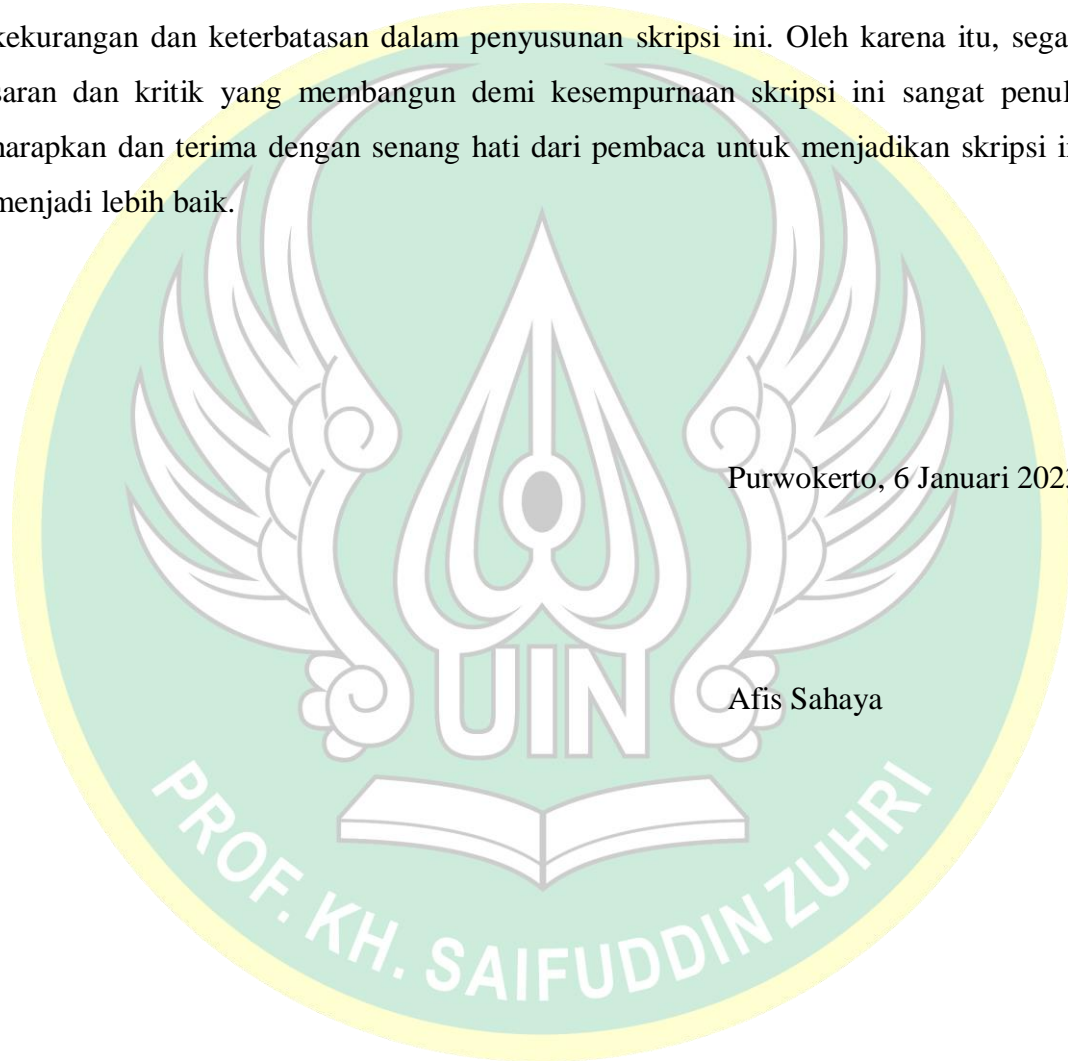 kekurangan dan keterbatasan dalam penyusunan skripsi ini. Oleh karena itu, sega
saran dan kritik yang membangun demi kesempurnaan skripsi ini sangat penul
harapkan dan terima dengan senang hati dari pembaca untuk menjadikan skripsi i
menjadi lebih baik.
Purwokerto, 6 Januari 202
Afis Sahaya
UIN
PROF. KH. SAIFUDDIN ZUHRI